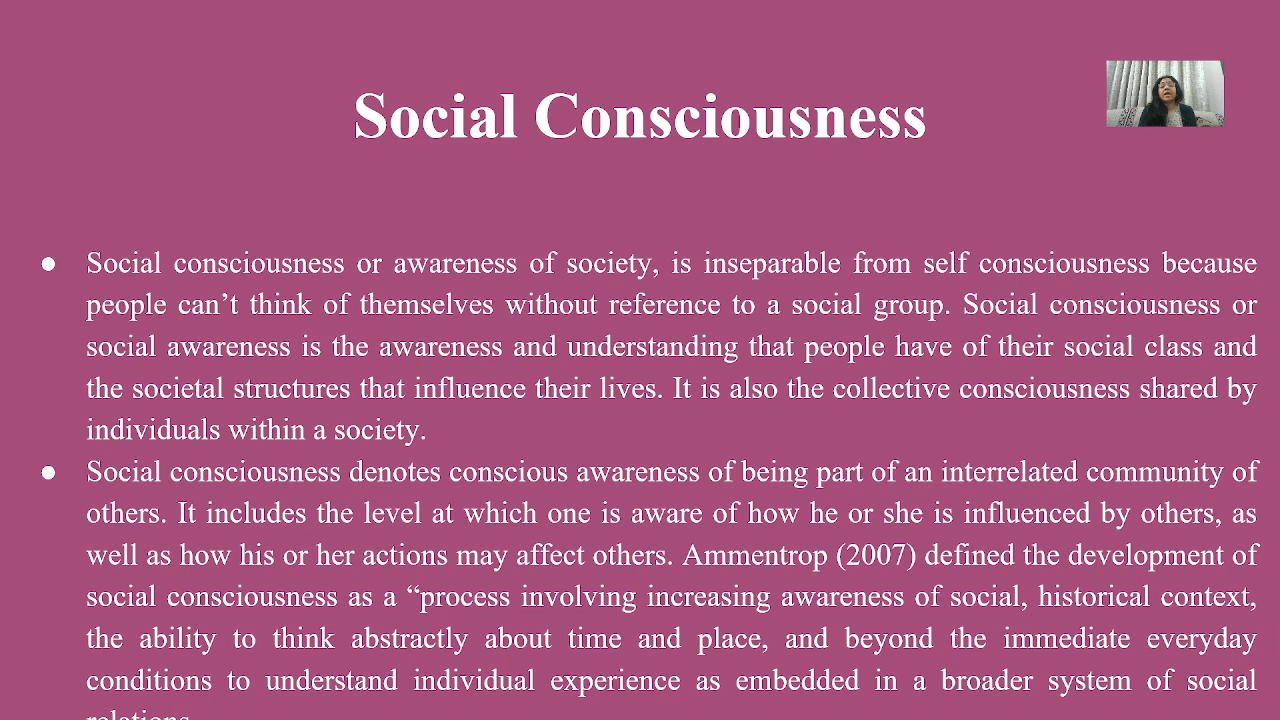 Social Consciousness
● Social consciousness or awareness of society, is inseparable from self consciousness because
people can’t think of themselves without reference to a social group. Social consciousness or
social awareness is the awareness and understanding that people have of their social class and
the societal structures that influence their lives. It is also the collective consciousness shared by
individuals within a society.
● Social consciousness denotes conscious awareness of being part of an interrelated community of
others. It includes the level at which one is aware of how he or she is influenced by others, as
well as how his or her actions may affect others. Ammentrop (2007) defined the development of
social consciousness as a “process involving increasing awareness of social, historical context,
the ability to think abstractly about time and place, and beyond the immediate everyday
conditions to understand individual experience as embedded in a broader system of social
relations